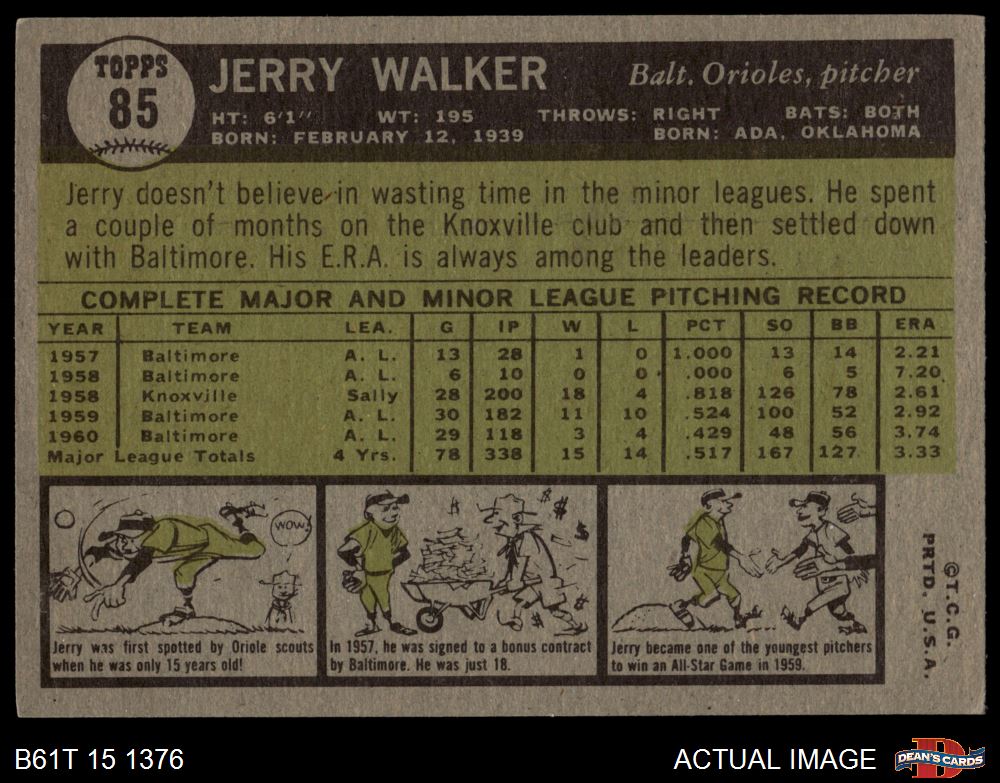 TOPPS
85
JERRY WALKER
Balt. Orioles, pitcher
HT: 6'1" WT: 195 THROWS: RIGHT BATS: BOTH
BORN: FEBRUARY 12, 1939 BORN: ADA, OKLAHOMA
Jerry doesn't believe in wasting time in the minor leagues. He spent
a couple of months on the Knoxville club and then settled down
with Baltimore. His E.R.A. is always among the leaders.
COMPLETE MAJOR AND MINOR LEAGUE PITCHING RECORD
YEAR TEAM LEA. G IP W L PCT SO BB ERA
1957 Baltimore A. L. 13 28 1 0 1.000 13 14 2.21
1958 Baltimore A. L. 6 10 0 0 .000 6 5 7.20
1958 Knoxville Sally 28 200 18 4 .818 126 78 2.61
1959 Baltimore A. L. 30 182 11 10 .524 100 52 2.92
1960 Baltimore A. L. 29 118 3 4 .429 48 56 3.74
Major League Totals 4 Yrs. 78 338 15 14 .517 167 127 3.33
WOW!
Jerry was first spotted by Oriole scouts
when he was only 15 years old!
$ $ $ $ $ $
In 1957, he was signed to a bonus contract
by Baltimore. He was just 18.
Jerry became one of the youngest pitchers
to win an All-Star Game in 1959.
©T.C.G.
PRTD. U.S.A.
B61T 15 1376
ACTUAL IMAGE
D
DEAN'S CARDS